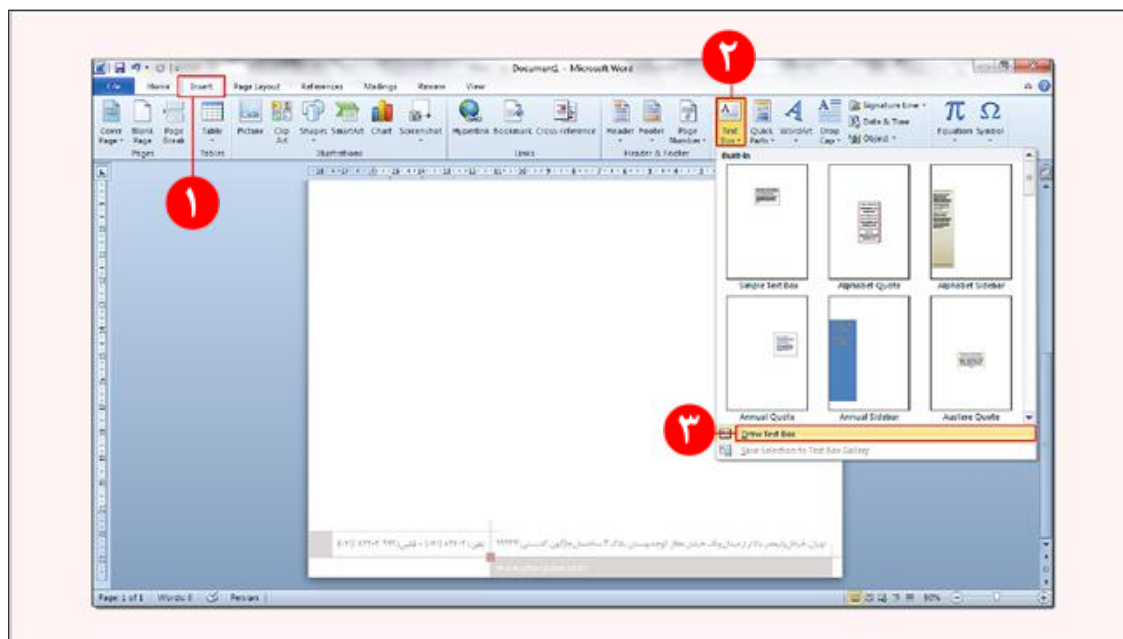 ۲
Document1 - Microsoft Word
File Home Insert Page Layout References Mailings Review View
Cover Page Blank Page Page Break Table Picture Clip Art Shapes SmartArt Chart Screenshot Hyperlink Bookmark Cross-reference Header Footer Page Number Text Box Quick Parts WordArt Drop Cap Signature Line Date & Time Object Equation Symbol
Pages Tables Illustrations Links Header & Footer
Built-in
۱
Simple Text Box Alphabet Quote Alphabet Sidebar
Annual Quote Annual Sidebar Austere Quote
۳
Draw Text Box
Save Selection to Text Box Gallery
Page: 1 of 1 Words: 0 Persian 90%